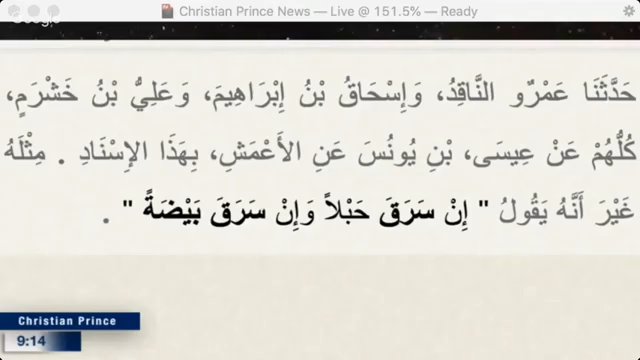 Christian Prince News — Live @ 151.5% — Ready
حَدَّثَنَا عَمْرٌو النَّاقِدُ، وَإِسْحَاقُ بْنُ إِبْرَاهِيمَ، وَعَلِيُّ بْنُ خَشْرَمٍ،
كُلُّهُمْ عَنْ عِيسَى، بْنِ يُونُسَ عَنِ الأَعْمَشِ، بِهَذَا الإِسْنَادِ . مِثْلَهُ
غَيْرَ أَنَّهُ يَقُولُ " إِنْ سَرَقَ حَبْلاً وَإِنْ سَرَقَ بَيْضَةً " .
Christian Prince
9:14